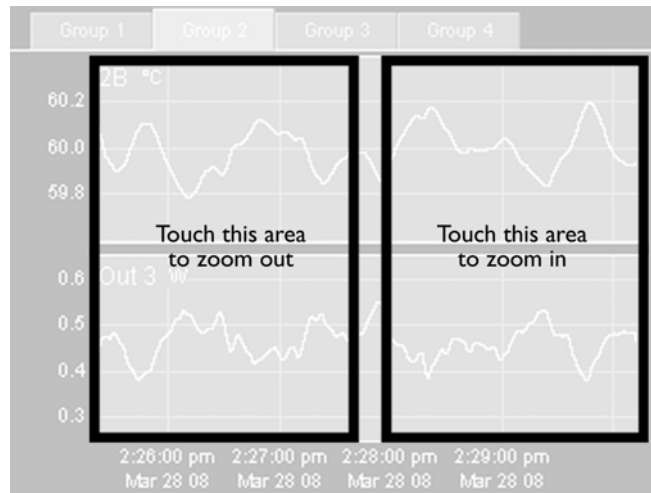 Group 1 Group 2 Group 3 Group 4
2B °C
60.2
60.0
59.8
Touch this area
to zoom out
Touch this area
to zoom in
Out 3 W
0.6
0.5
0.4
0.3
2:26:00 pm 2:27:00 pm 2:28:00 pm 2:29:00 pm
Mar 28 08 Mar 28 08 Mar 28 08 Mar 28 08